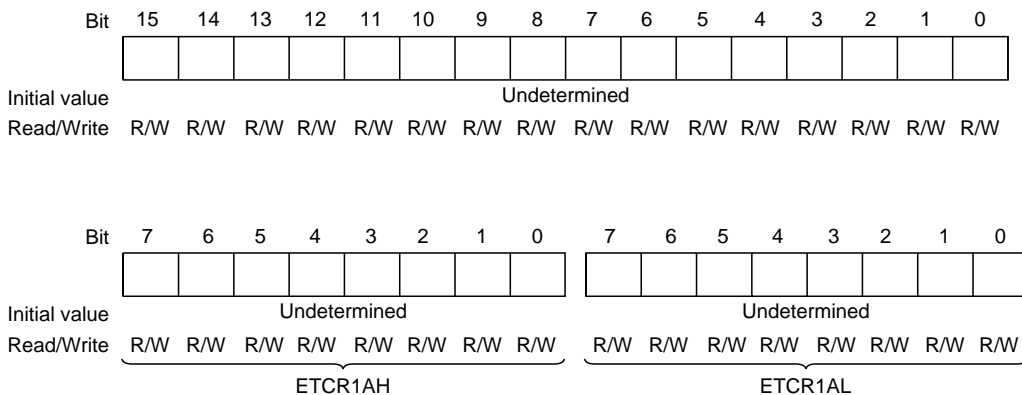 Bit 15 14 13 12 11 10 9 8 7 6 5 4 3 2 1 0
Initial value Undetermined
Read/Write R/W R/W R/W R/W R/W R/W R/W R/W R/W R/W R/W R/W R/W R/W R/W R/W
Bit 7 6 5 4 3 2 1 0 7 6 5 4 3 2 1 0
Initial value Undetermined Undetermined
Read/Write R/W R/W R/W R/W R/W R/W R/W R/W R/W R/W R/W R/W R/W R/W R/W R/W
ETCR1AH ETCR1AL